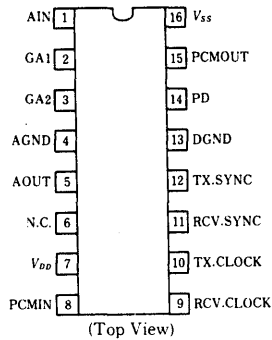 AIN 1 16 Vss
GA1 2 15 PCMOUT
GA2 3 14 PD
AGND 4 13 DGND
AOUT 5 12 TX.SYNC
N.C. 6 11 RCV.SYNC
VDD 7 10 TX.CLOCK
PCMIN 8 9 RCV.CLOCK
(Top View)